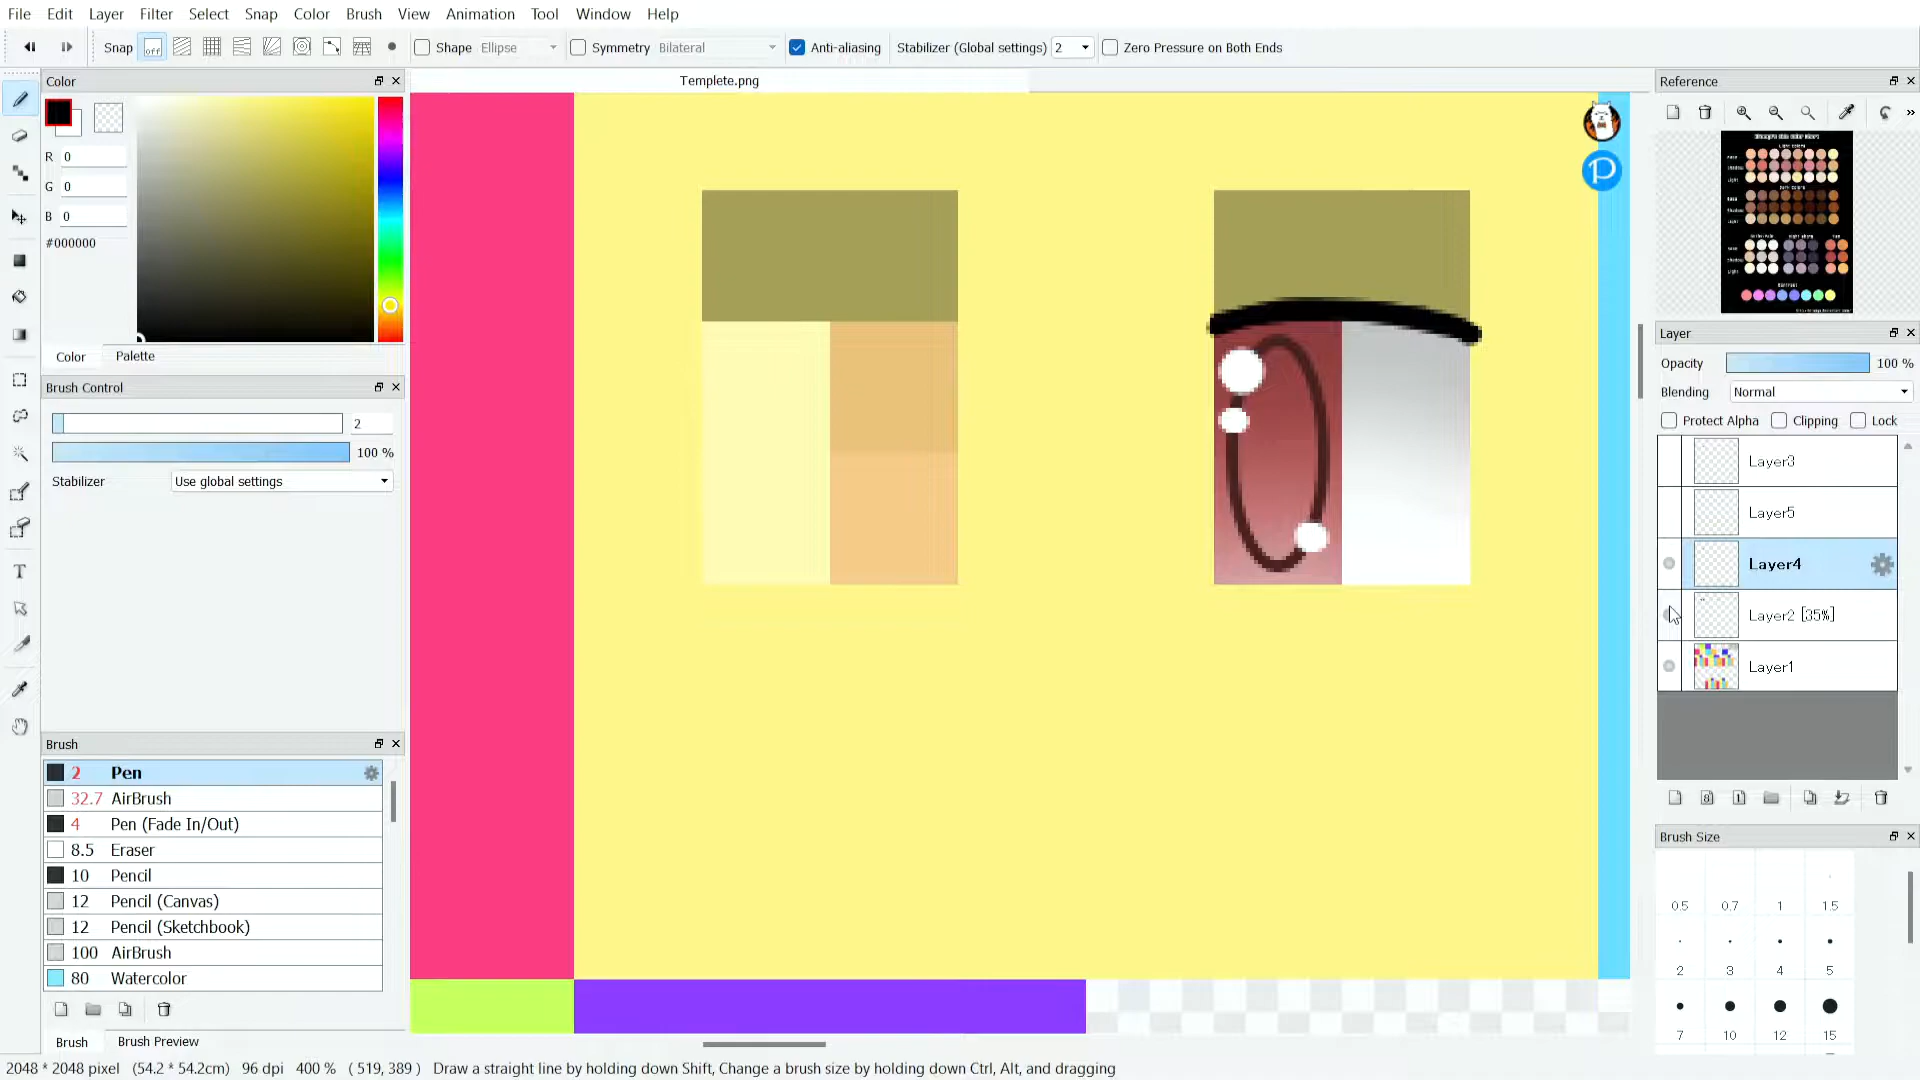 File Edit Layer Filter Select Snap Color Brush View Animation Tool Window Help
Snap off Shape Ellipse Symmetry Bilateral Anti-aliasing Stabilizer (Global settings) 2 Zero Pressure on Both Ends
Color
R 0
G 0
B 0
#000000
Color Palette
Brush Control
2
100 %
Stabilizer Use global settings
Brush
2 Pen
32.7 AirBrush
4 Pen (Fade In/Out)
8.5 Eraser
10 Pencil
12 Pencil (Canvas)
12 Pencil (Sketchbook)
100 AirBrush
80 Watercolor
Brush Brush Preview
Templete.png
Reference
»
Layer
Opacity 100 %
Blending Normal
Protect Alpha Clipping Lock
Layer3
Layer5
Layer4
Layer2 [35%]
Layer1
Brush Size
0.5 0.7 1 1.5
2 3 4 5
7 10 12 15
2048 * 2048 pixel (54.2 * 54.2cm) 96 dpi 400 % ( 519, 389 ) Draw a straight line by holding down Shift, Change a brush size by holding down Ctrl, Alt, and dragging